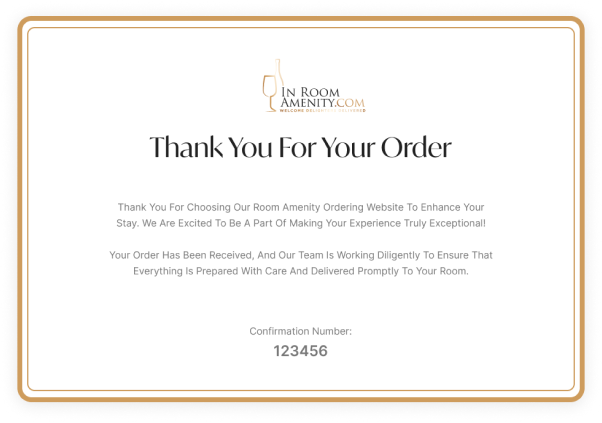 IN ROOM
AMENITY.COM
WELCOME DELIGHTFULLY DELIVERED
Thank You For Your Order
Thank You For Choosing Our Room Amenity Ordering Website To Enhance Your
Stay. We Are Excited To Be A Part Of Making Your Experience Truly Exceptional!
Your Order Has Been Received, And Our Team Is Working Diligently To Ensure That
Everything Is Prepared With Care And Delivered Promptly To Your Room.
Confirmation Number:
123456